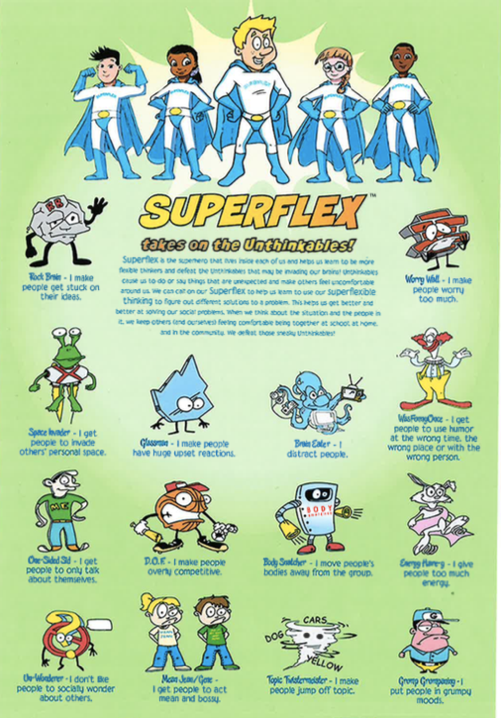 SUPERFLEX™
takes on the Unthinkables!
Superflex is the superhero that lives inside each of us and helps us learn to be more
flexible thinkers and defeat the Unthinkables that may be invading our brains! Unthinkables
cause us to do or say things that are unexpected and make others feel uncomfortable
around us. We can call on our Superflex to help us learn to use our Superflexible
thinking to figure out different solutions to a problem. This helps us get better and
better at solving our social problems. When we think about the situation and the people in
it, we keep others (and ourselves) feeling comfortable being together at school, at home,
and in the community. We defeat those sneaky Unthinkables!
RB
Rock Brain - I make
people get stuck on
their ideas.
Worry Wall - I make
people worry
too much.
Space Invader - I get
people to invade
others' personal space.
Glassman - I make people
have huge upset reactions.
Brain Eater - I
distract people.
WasFunnyOnce - I get
people to use humor
at the wrong time, the
wrong place or with the
wrong person.
ME
One-Sided Sid - I get
people to only talk
about themselves.
D.O.F. - I make people
overly competitive.
BODY
SNATCHER
Body Snatcher - I move people's
bodies away from the group.
Energy Hare-y - I give
people too much
energy.
Un-Wonderer - I don't like
people to socially wonder
about others.
Mean Jean/Gene -
I get people to act
mean and bossy.
DOG
CARS
YELLOW
Topic Twistermeister - I make
people jump off topic.
Grump Grumpaniny - I
put people in grumpy
moods.